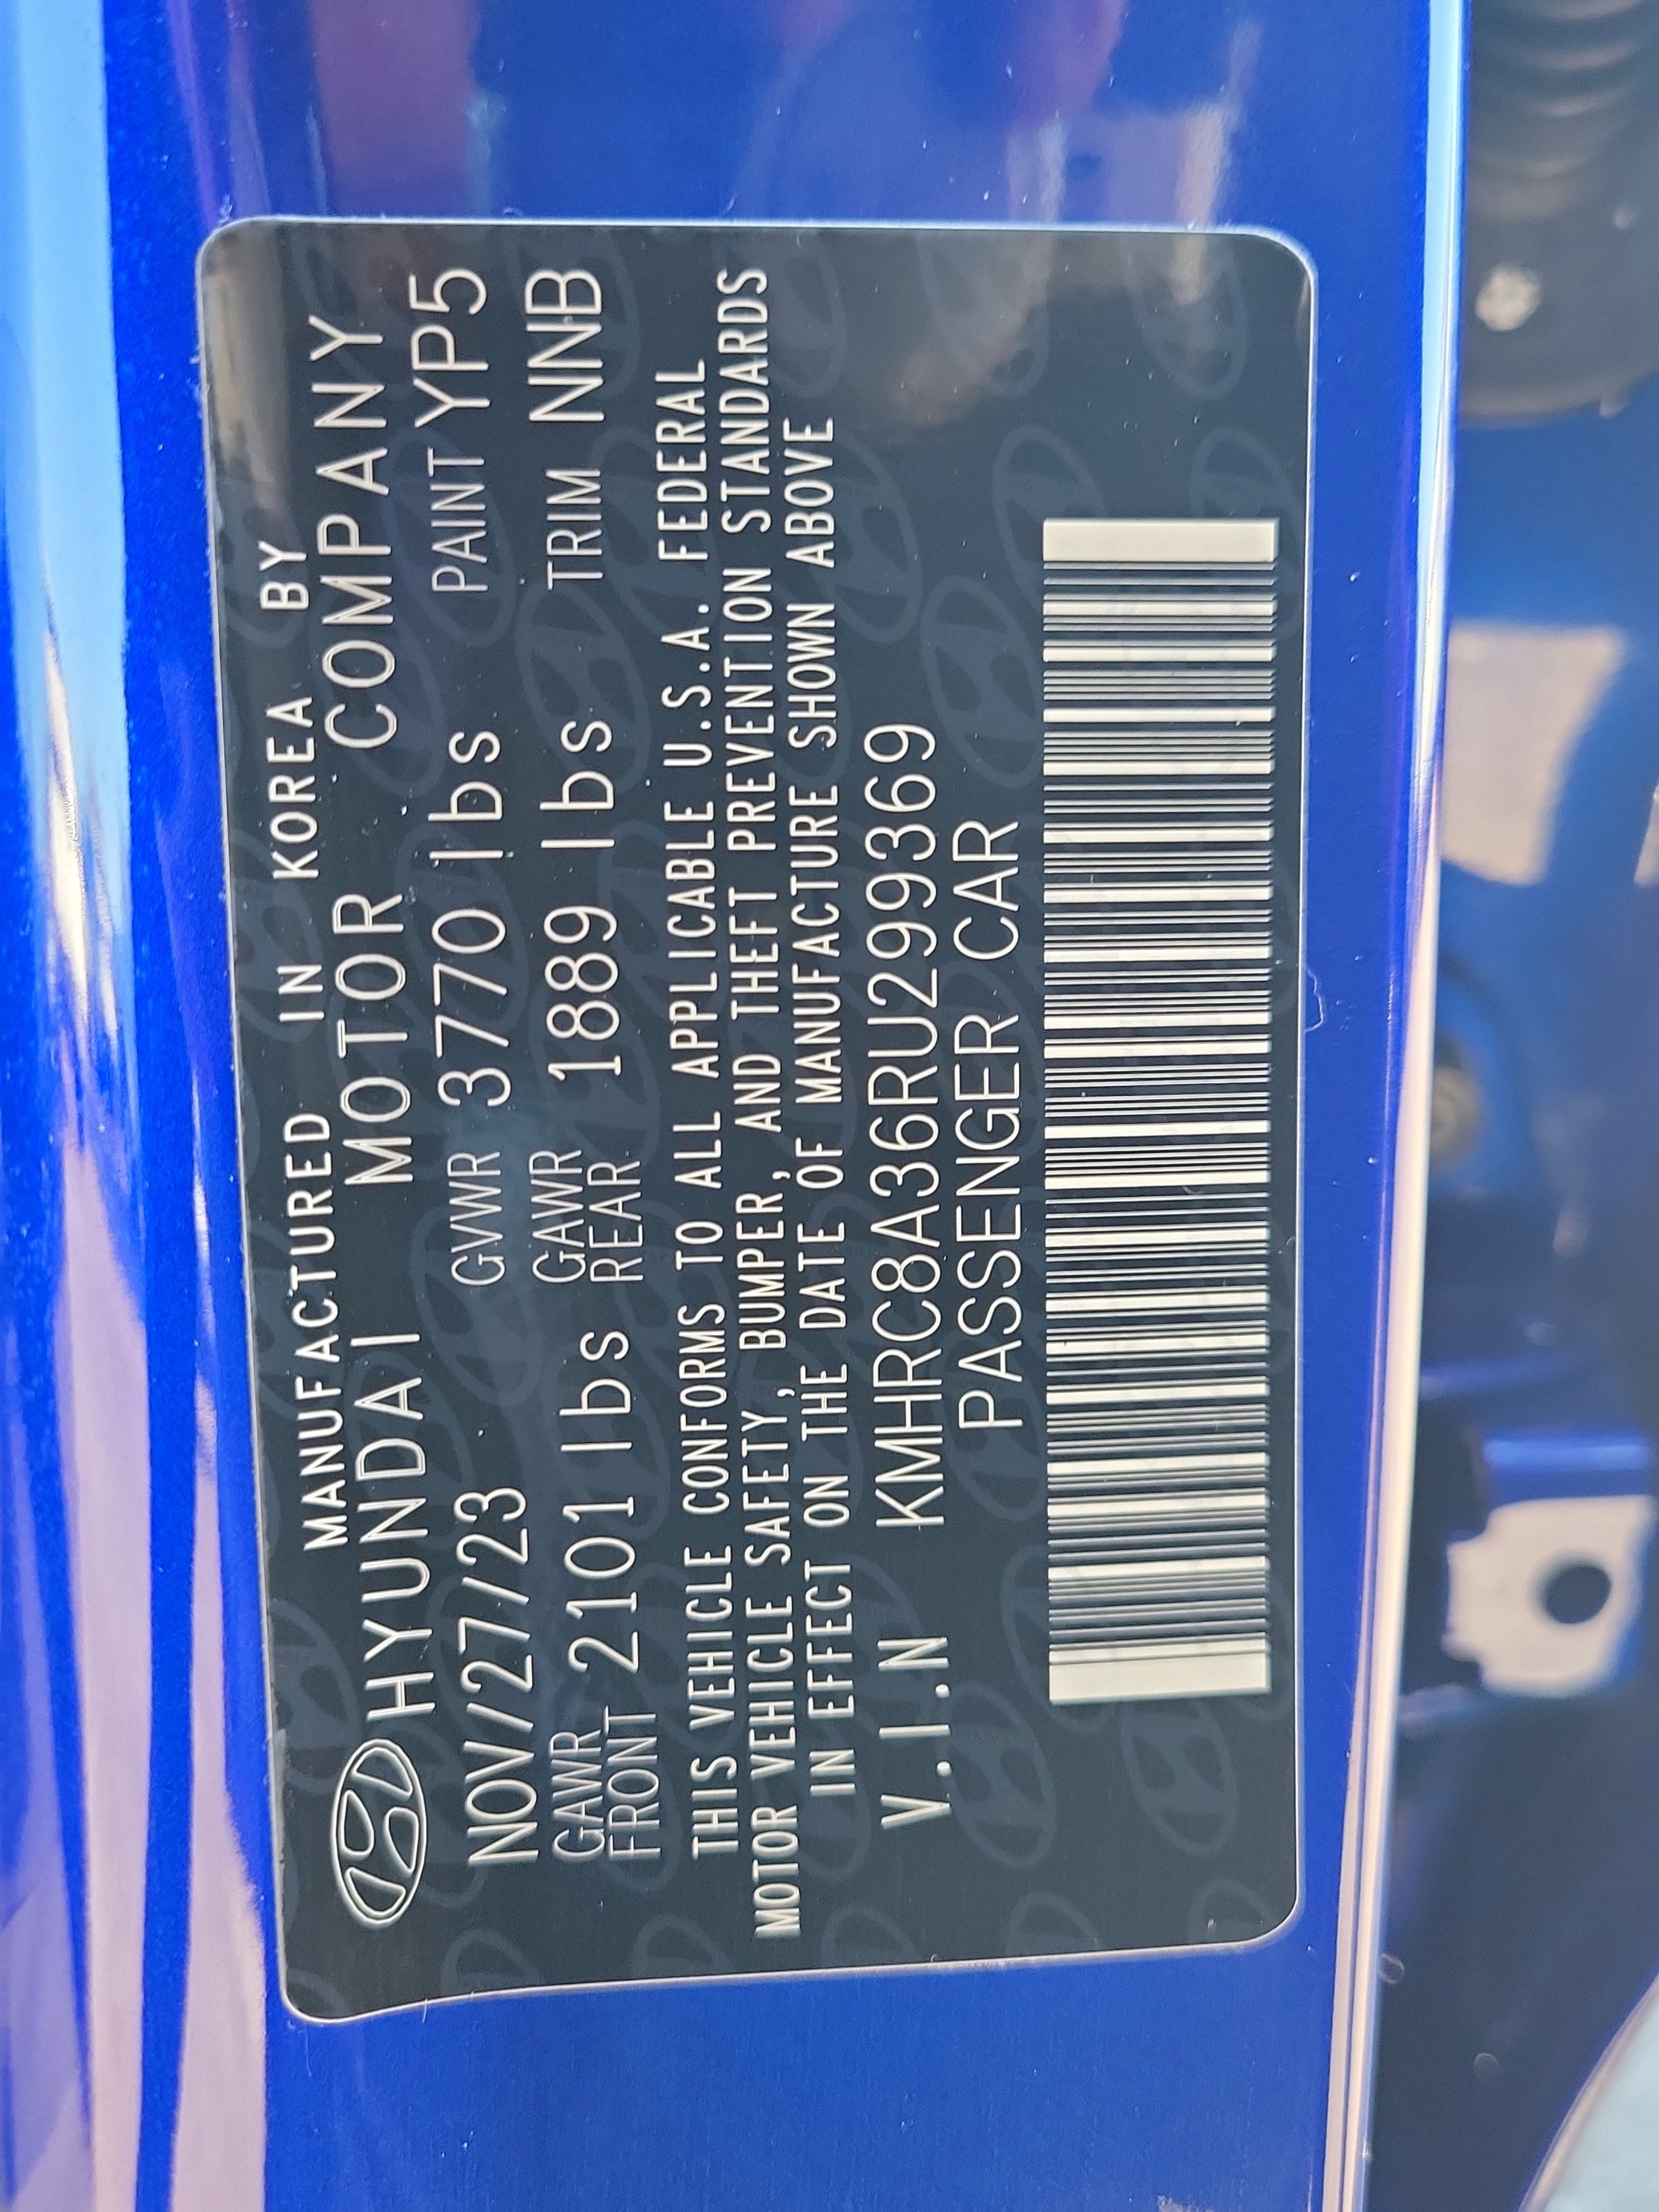 MANUFACTURED IN KOREA BY
HYUNDAI MOTOR COMPANY
NOV/27/23 GVWR 3770 lbs PAINT YP5
GAWR FRONT 2101 lbs GAWR REAR 1889 lbs TRIM NNB
THIS VEHICLE CONFORMS TO ALL APPLICABLE U.S.A. FEDERAL
MOTOR VEHICLE SAFETY, BUMPER, AND THEFT PREVENTION STANDARDS
IN EFFECT ON THE DATE OF MANUFACTURE SHOWN ABOVE
V.I.N KMHRC8A36RU299369
PASSENGER CAR